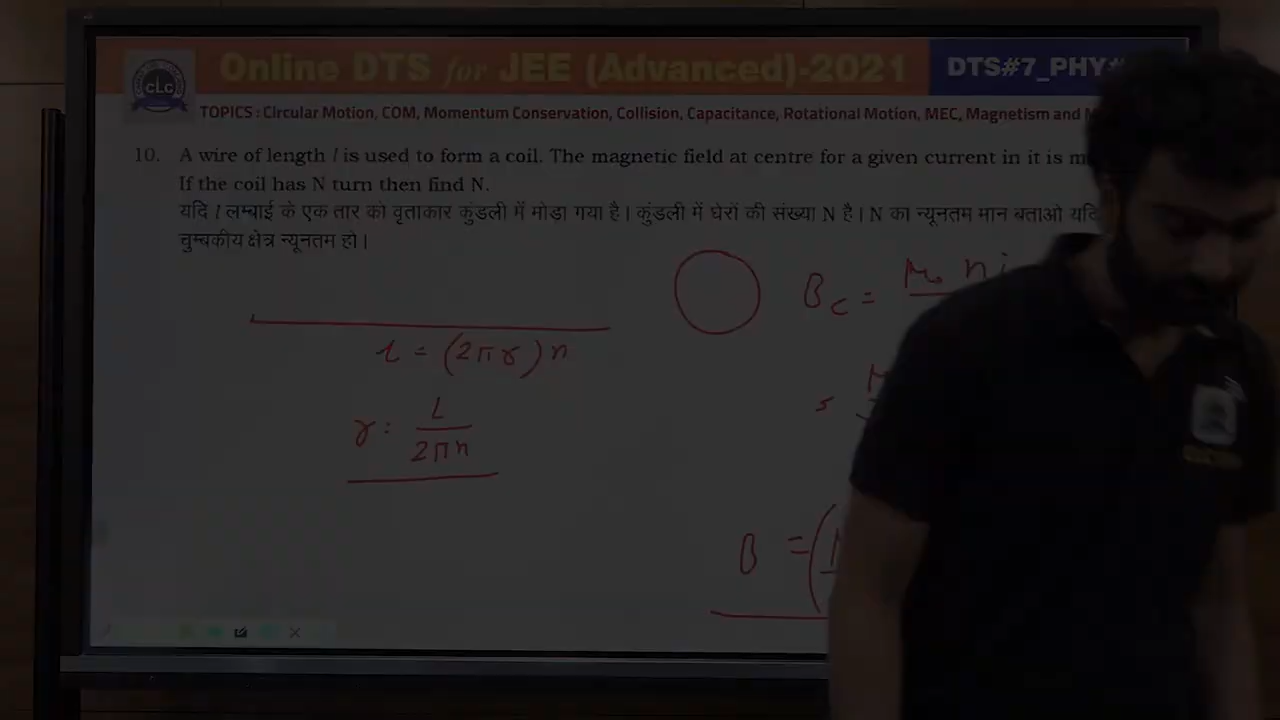 cLc
Online DTS for JEE (Advanced)-2021
DTS#7_PHY#
TOPICS : Circular Motion, COM, Momentum Conservation, Collision, Capacitance, Rotational Motion, MEC, Magnetism and
10. A wire of length l is used to form a coil. The magnetic field at centre for a given current in it is
If the coil has N turn then find N.
यदि l लम्बाई के एक तार को वृताकार कुंडली में मोड़ा गया है। कुंडली में घेरों की संख्या N है। N का न्यूनतम मान बताओ यदि
चुम्बकीय क्षेत्र न्यूनतम हो।
B_C = μ₀ ni
l = (2πr)n
r = L / 2πn
B = (